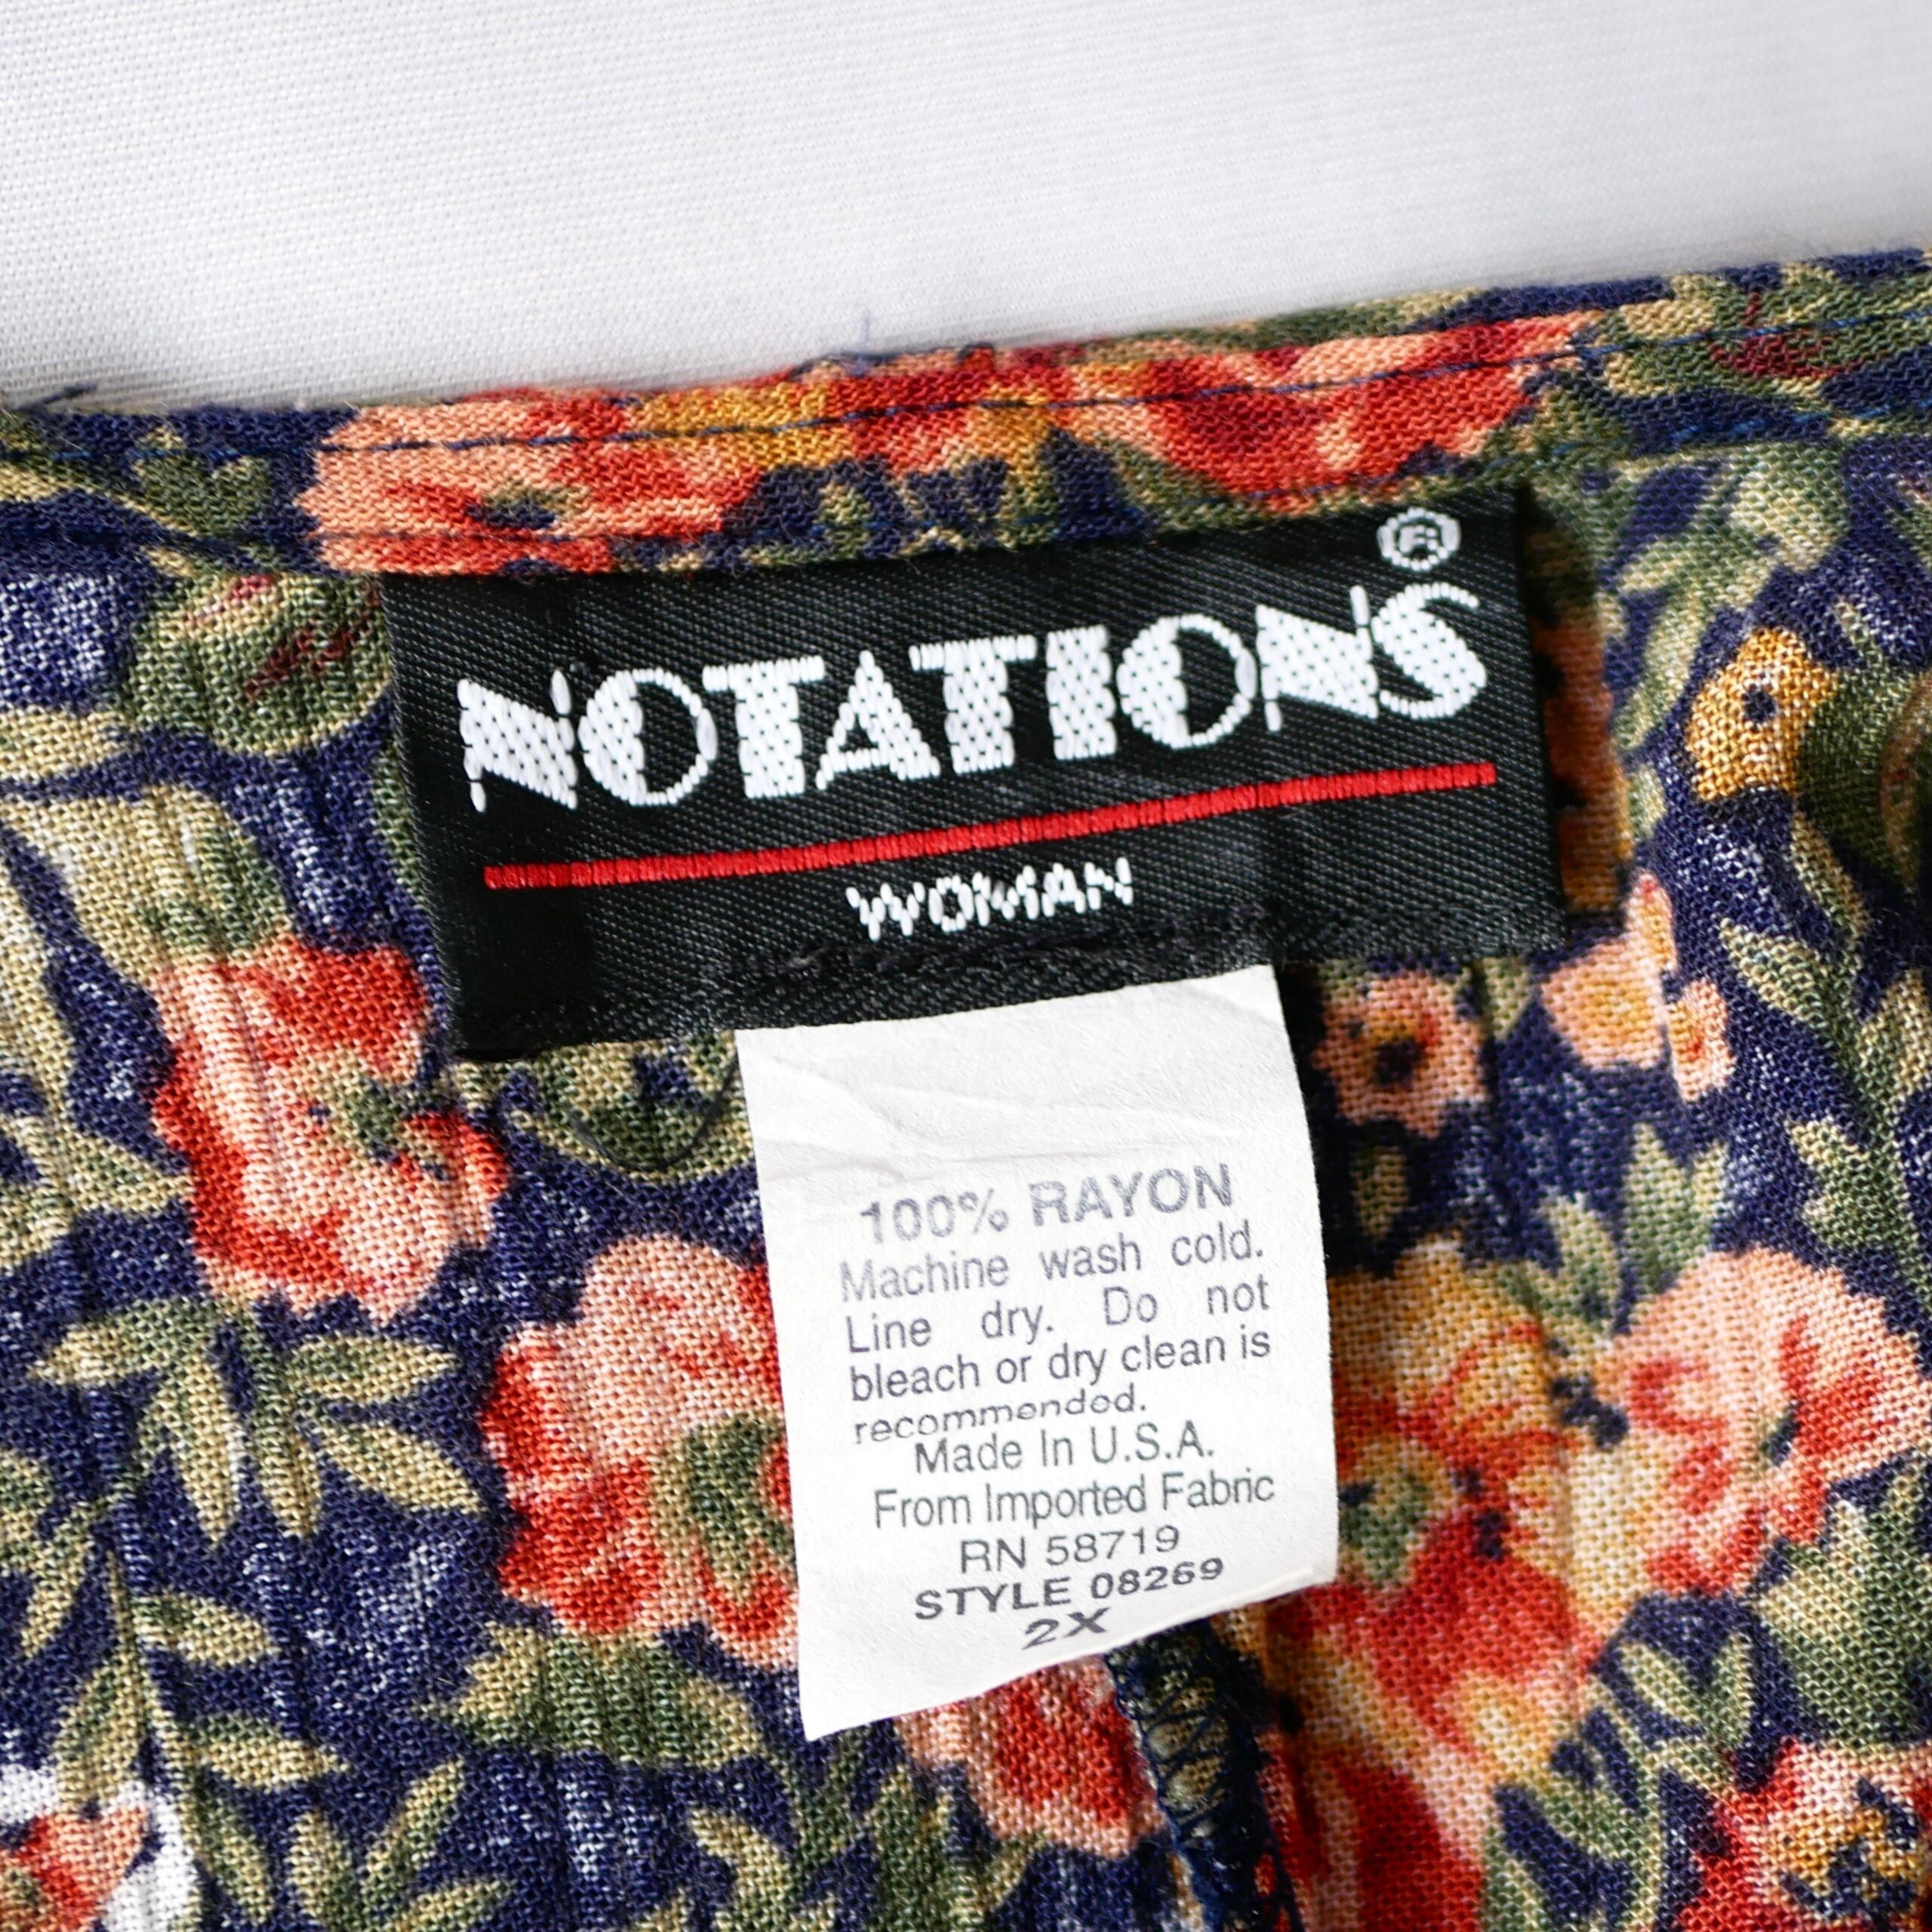 NOTATIONS®
WOMAN
100% RAYON
Machine wash cold.
Line dry. Do not
bleach or dry clean is
recommended.
Made In U.S.A.
From Imported Fabric
RN 58719
STYLE 08269
2X